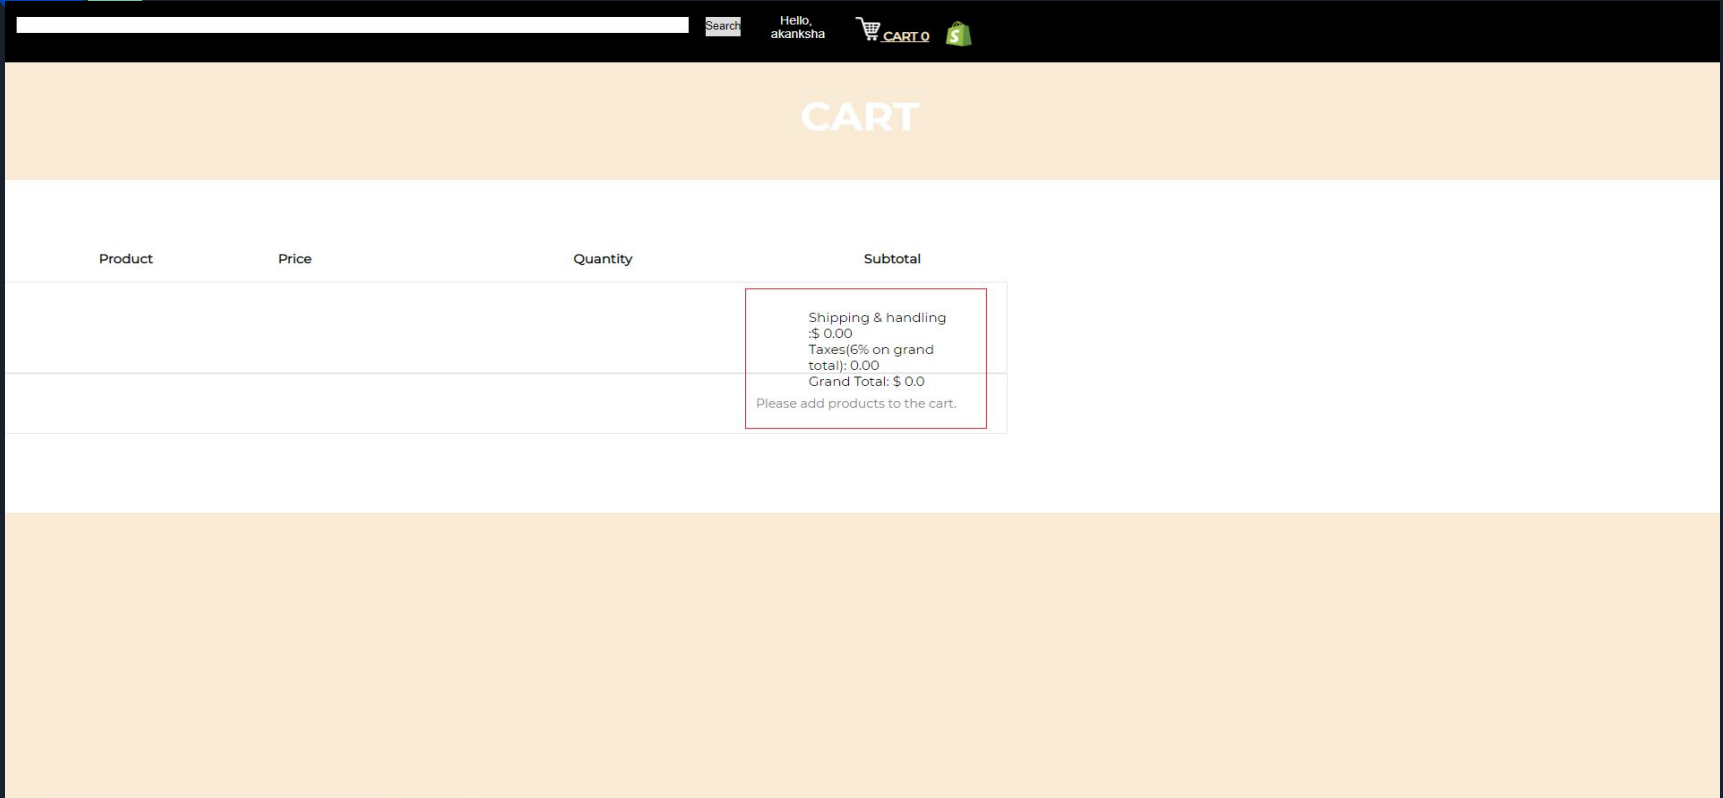 Search
Hello,
akanksha
CART 0
S
CART
Product Price Quantity Subtotal
Shipping & handling
:$ 0.00
Taxes(6% on grand
total): 0.00
Grand Total: $ 0.0
Please add products to the cart.